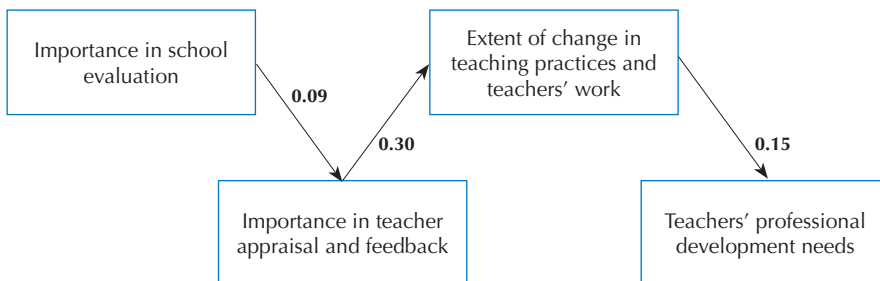 Importance in school
evaluation
Extent of change in
teaching practices and
teachers’ work
0.09
0.30
0.15
Importance in teacher
appraisal and feedback
Teachers’ professional
development needs